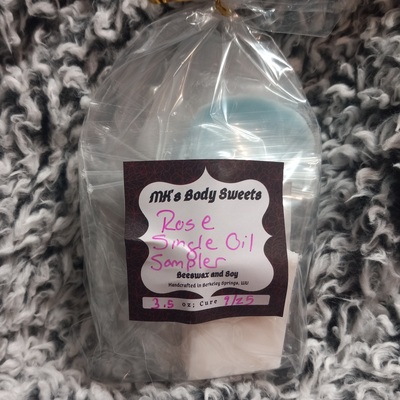 MK's Body Sweets
Rose
Single Oil
Sampler
Beeswax and Soy
Handcrafted in Berkeley Springs, WV
3.5 oz; Cure 9/25